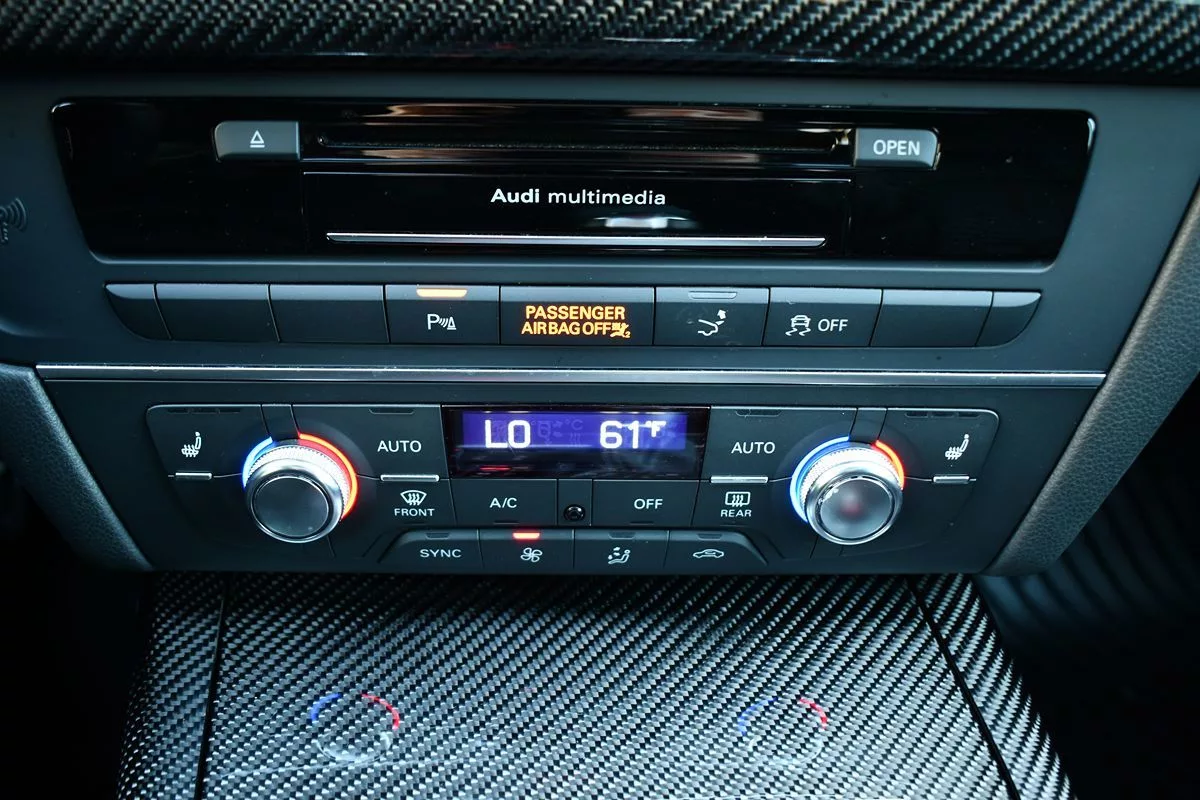 OPEN
Audi multimedia
P
PASSENGER
AIRBAG OFF
OFF
AUTO
LO
61°F
AUTO
FRONT
A/C
OFF
REAR
SYNC